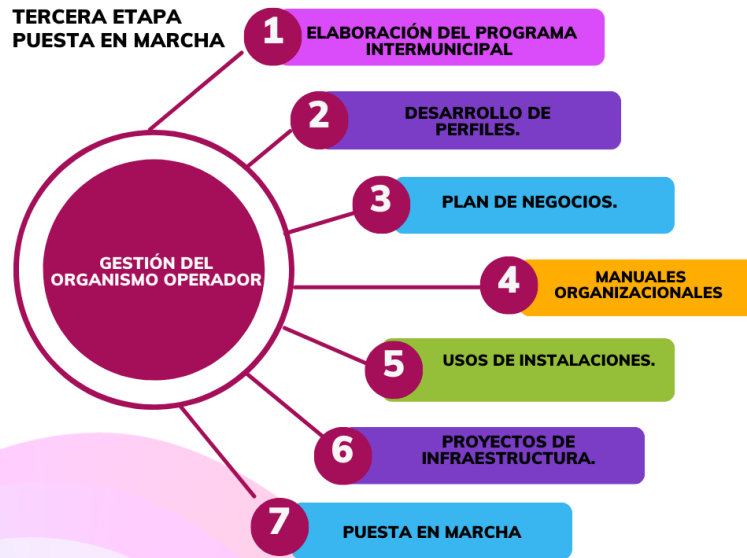 TERCERA ETAPA
PUESTA EN MARCHA
1
ELABORACIÓN DEL PROGRAMA
INTERMUNICIPAL
2
DESARROLLO DE
PERFILES.
3
PLAN DE NEGOCIOS.
GESTIÓN DEL
ORGANISMO OPERADOR
4
MANUALES
ORGANIZACIONALES
5
USOS DE INSTALACIONES.
6
PROYECTOS DE
INFRAESTRUCTURA.
7
PUESTA EN MARCHA